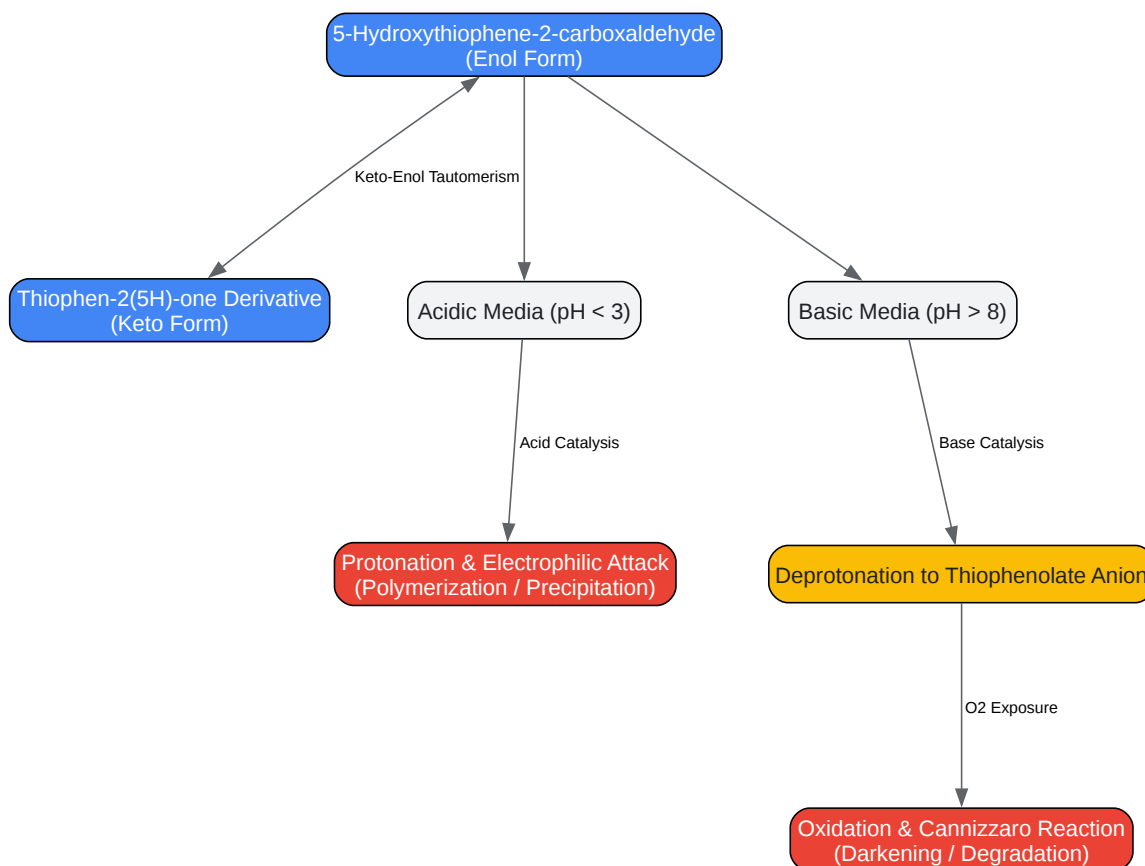 5-Hydroxythiophene-2-carboxaldehyde
(Enol Form)
Keto-Enol Tautomerism
Thiophen-2(5H)-one Derivative
(Keto Form)
Acidic Media (pH < 3)
Basic Media (pH > 8)
Acid Catalysis
Base Catalysis
Protonation & Electrophilic Attack
(Polymerization / Precipitation)
Deprotonation to Thiophenolate Anion
O2 Exposure
Oxidation & Cannizzaro Reaction
(Darkening / Degradation)